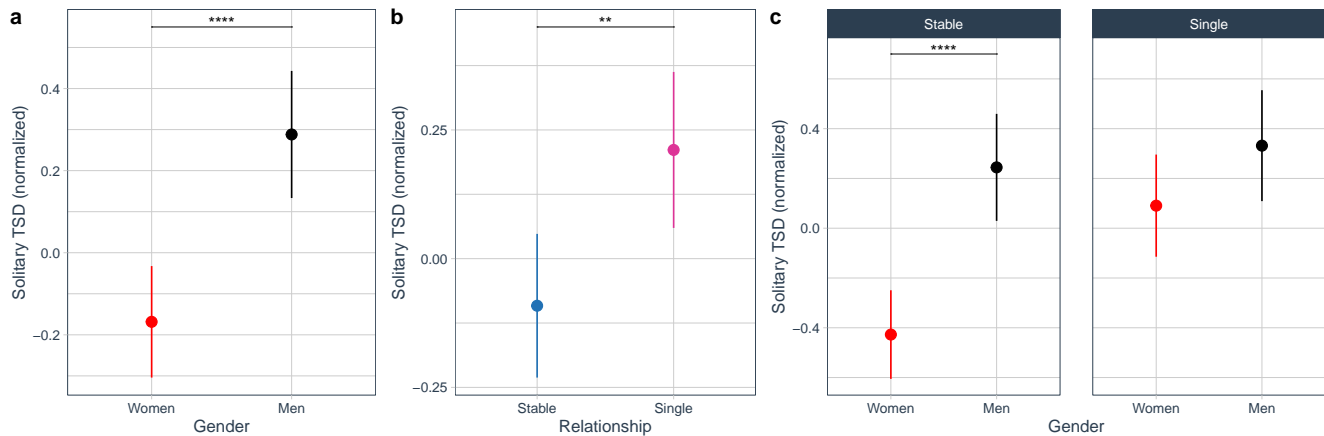 a
****
Solitary TSD (normalized)
0.4
0.2
0.0
−0.2
Women
Men
Gender
b
**
Solitary TSD (normalized)
0.25
0.00
−0.25
Stable
Single
Relationship
c
Stable
Single
****
Solitary TSD (normalized)
0.4
0.0
−0.4
Women
Men
Women
Men
Gender